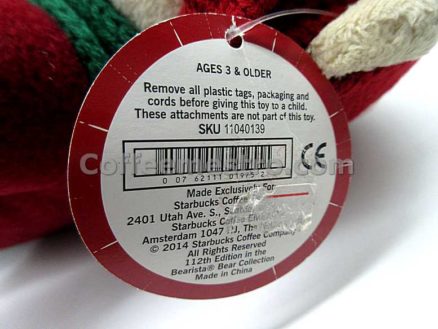 AGES 3 & OLDER
Remove all plastic tags, packaging and
cords before giving this toy to a child.
These attachments are not part of this toy.
SKU 11040139
CE
0 07 62111 01975 2
Made Exclusively For
Starbucks Coffee
2401 Utah Ave. S.,
Starbucks Coffee
Amsterdam 1047 HJ, The
© 2014 Starbucks Coffee Company
All Rights Reserved
112th Edition in the
Bearista® Bear Collection
Made in China